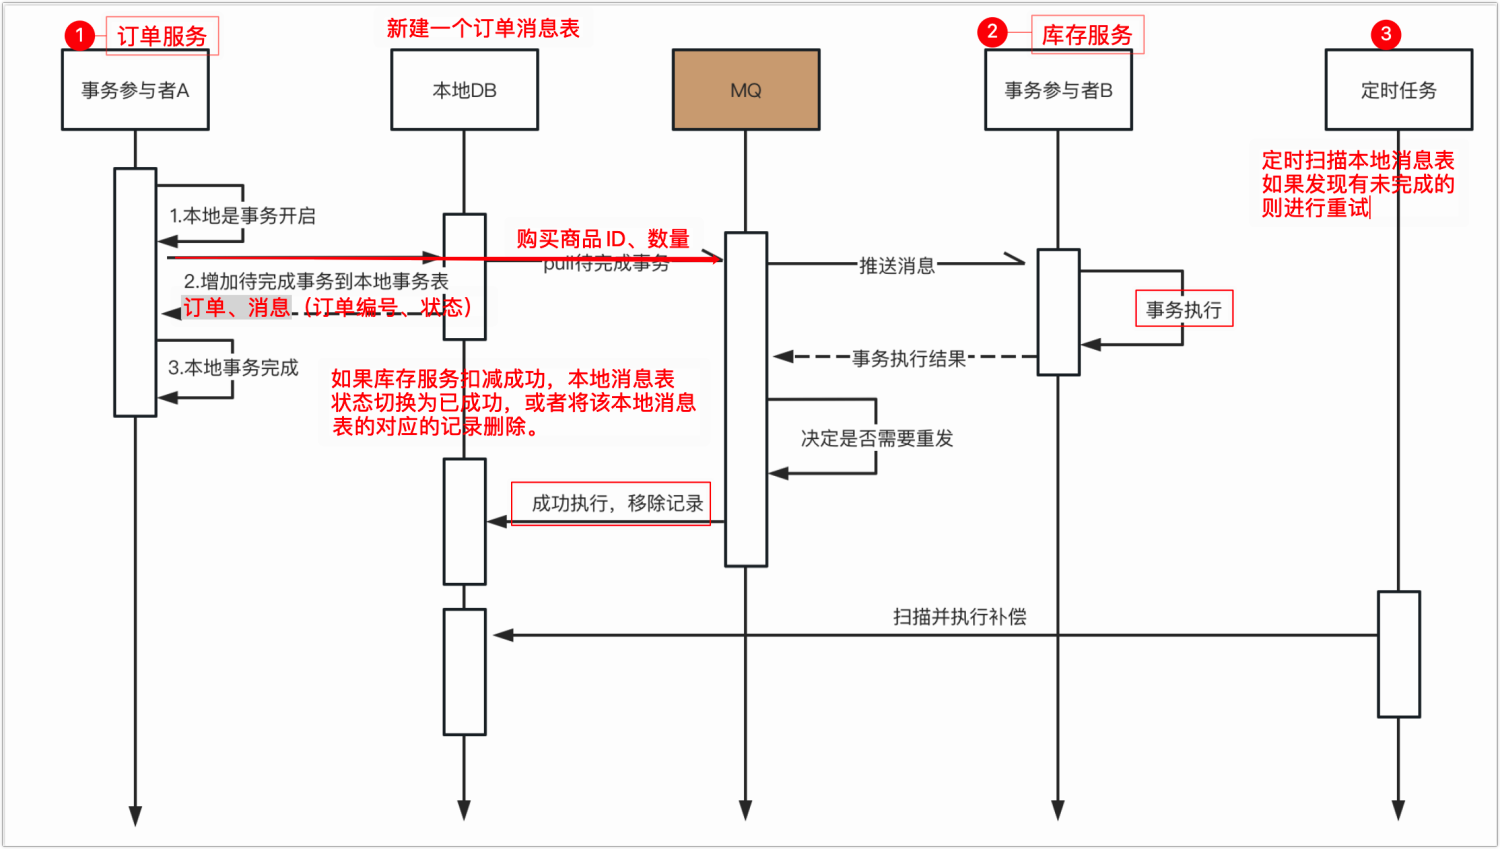 1 订单服务
新建一个订单消息表
2 库存服务
3
事务参与者A
本地DB
MQ
事务参与者B
定时任务
定时扫描本地消息表
如果发现有未完成的
则进行重试
1.本地是事务开启
购买商品 ID、数量
pull待完成事务
推送消息
2.增加待完成事务到本地事务表
订单、消息（订单编号、状态）
事务执行
3.本地事务完成
事务执行结果
如果库存服务扣减成功，本地消息表
状态切换为已成功，或者将该本地消息
表的对应的记录删除。
决定是否需要重发
成功执行，移除记录
扫描并执行补偿